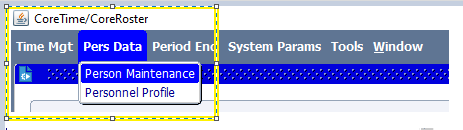 CoreTime/CoreRoster
Time Mgt Pers Data Period End System Params Tools Window
Person Maintenance
Personnel Profile